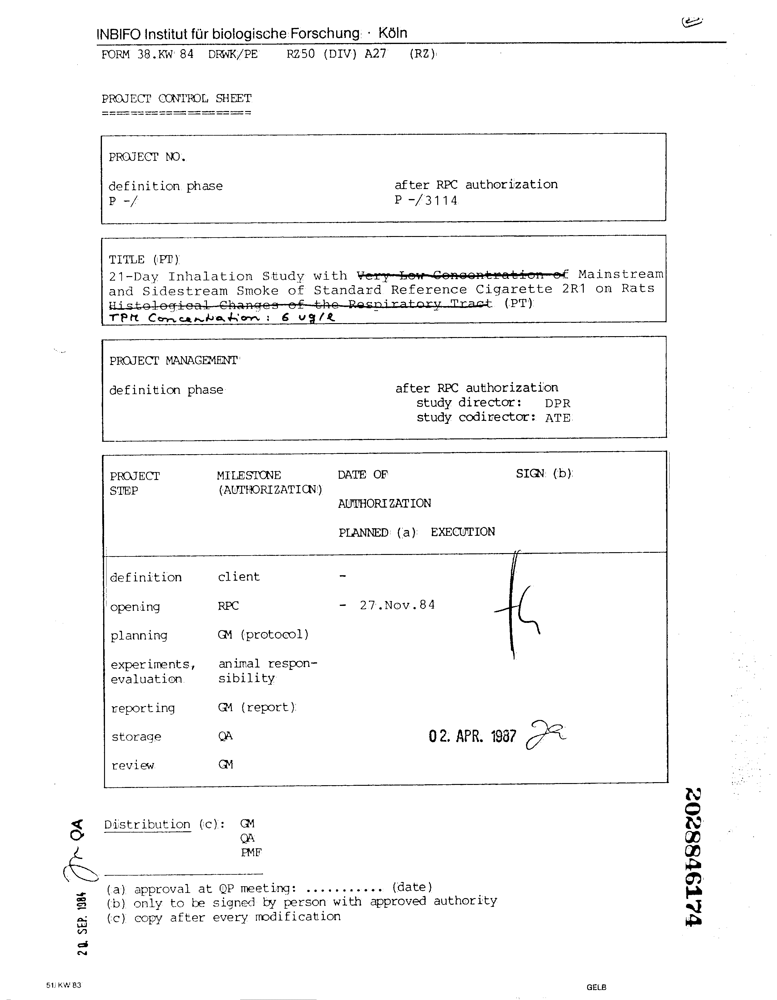 INBIFO Institut für biologische Forschung · Köln
FORM 38.KW 84 DRWK/PE RZ50 (DIV) A27 (RZ)
PROJECT CONTROL SHEET
=====================
PROJECT NO.
definition phase after RPC authorization
P -/ P -/3114
TITLE (PT)
21-Day Inhalation Study with Very Low Concentration of Mainstream
and Sidestream Smoke of Standard Reference Cigarette 2R1 on Rats
Histological Changes of the Respiratory Tract (PT)
TPM Concentration: 6 ug/l
PROJECT MANAGEMENT
definition phase after RPC authorization
study director: DPR
study codirector: ATE
PROJECT MILESTONE DATE OF SIGN (b)
STEP (AUTHORIZATION)
AUTHORIZATION
PLANNED (a) EXECUTION
definition client -
opening RPC - 27.Nov.84
planning GM (protocol)
experiments, animal respon-
evaluation sibility
reporting GM (report)
storage QA 02. APR. 1987
review GM
Distribution (c): GM
QA
PMF
(a) approval at QP meeting: ........... (date)
(b) only to be signed by person with approved authority
(c) copy after every modification
SEP. 1984 QA
2028846174
51/KW 83
GELB